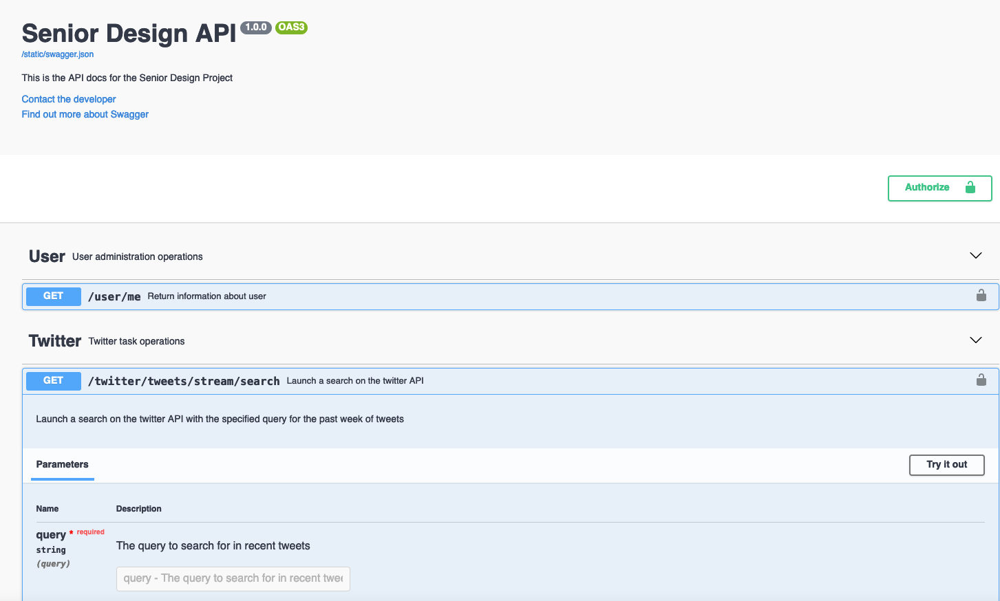 Senior Design API 1.0.0 OAS3
/static/swagger.json
This is the API docs for the Senior Design Project
Contact the developer
Find out more about Swagger
Authorize
User User administration operations
GET /user/me Return information about user
Twitter Twitter task operations
GET /twitter/tweets/stream/search Launch a search on the twitter API
Launch a search on the twitter API with the specified query for the past week of tweets
Parameters Try it out
Name Description
query * required
string
(query)
The query to search for in recent tweets
query - The query to search for in recent twee